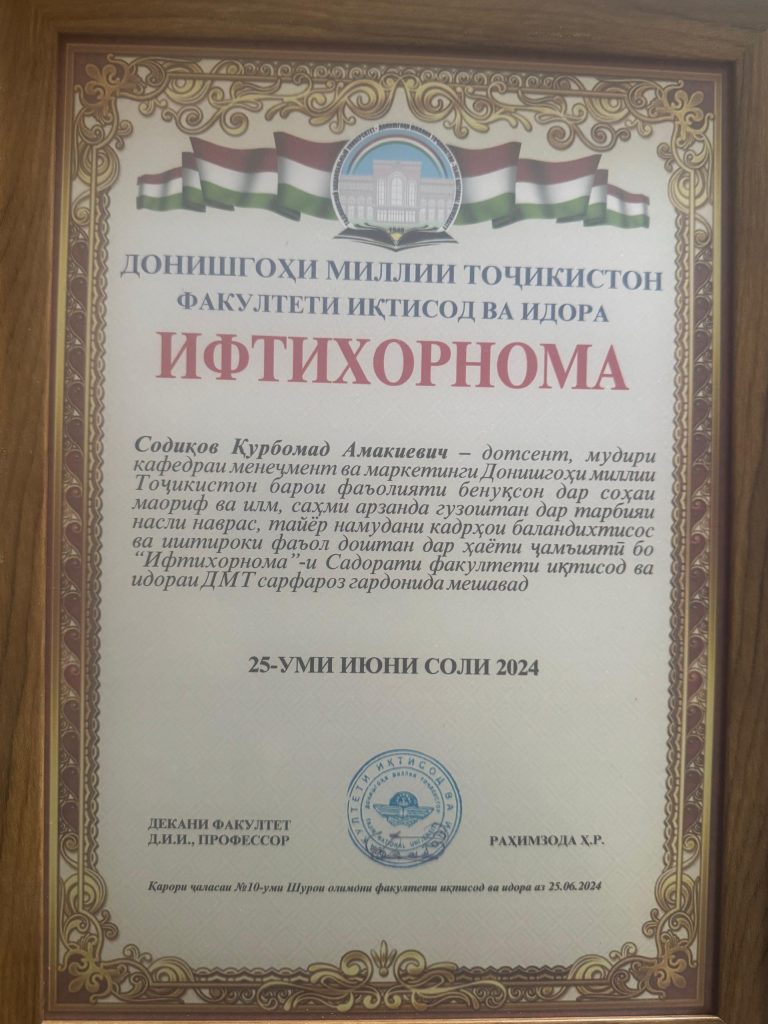 1948
ДОНИШГОҲИ МИЛЛИИ ТОҶИКИСТОН
ФАКУЛТЕТИ ИҚТИСОД ВА ИДОРА
ИФТИХОРНОМА
Содиқов Қурбомад Амакиевич – дотсент, мудири
кафедраи менеҷмент ва маркетинги Донишгоҳи миллии
Тоҷикистон барои фаъолияти бенуқсон дар соҳаи
маориф ва илм, саҳми арзанда гузоштан дар тарбияи
насли наврас, тайёр намудани кадрҳои баландихтисос
ва иштироки фаъол доштан дар ҳаёти ҷамъиятӣ бо
“Ифтихорнома”-и Садорати факултети иқтисод ва
идораи ДМТ сарфароз гардонида мешавад
25-УМИ ИЮНИ СОЛИ 2024
ДЕКАНИ ФАКУЛТЕТ
Д.И.И., ПРОФЕССОР
РАҲИМЗОДА Ҳ.Р.
Қарори ҷаласаи №10-уми Шурои олимони факултети иқтисод ва идора аз 25.06.2024